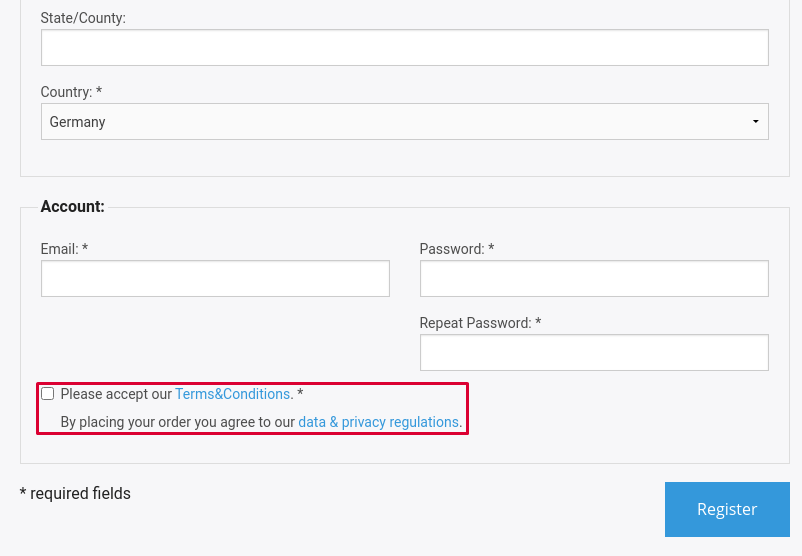 State/County:
Country: *
Germany
Account:
Email: *
Password: *
Repeat Password: *
Please accept our Terms&Conditions. *
By placing your order you agree to our data & privacy regulations.
* required fields
Register